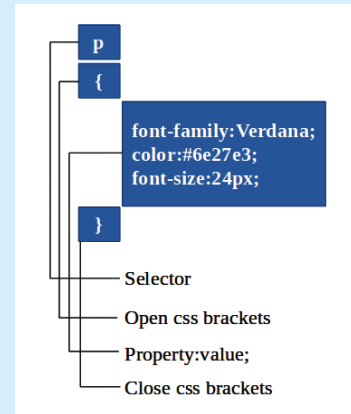 p
{
font-family:Verdana;
color:#6e27e3;
font-size:24px;
}
Selector
Open css brackets
Property:value;
Close css brackets